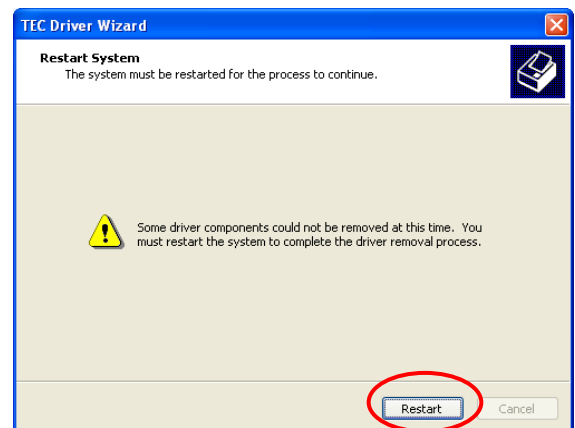 TEC Driver Wizard
Restart System
The system must be restarted for the process to continue.
Some driver components could not be removed at this time. You
must restart the system to complete the driver removal process.
Restart
Cancel